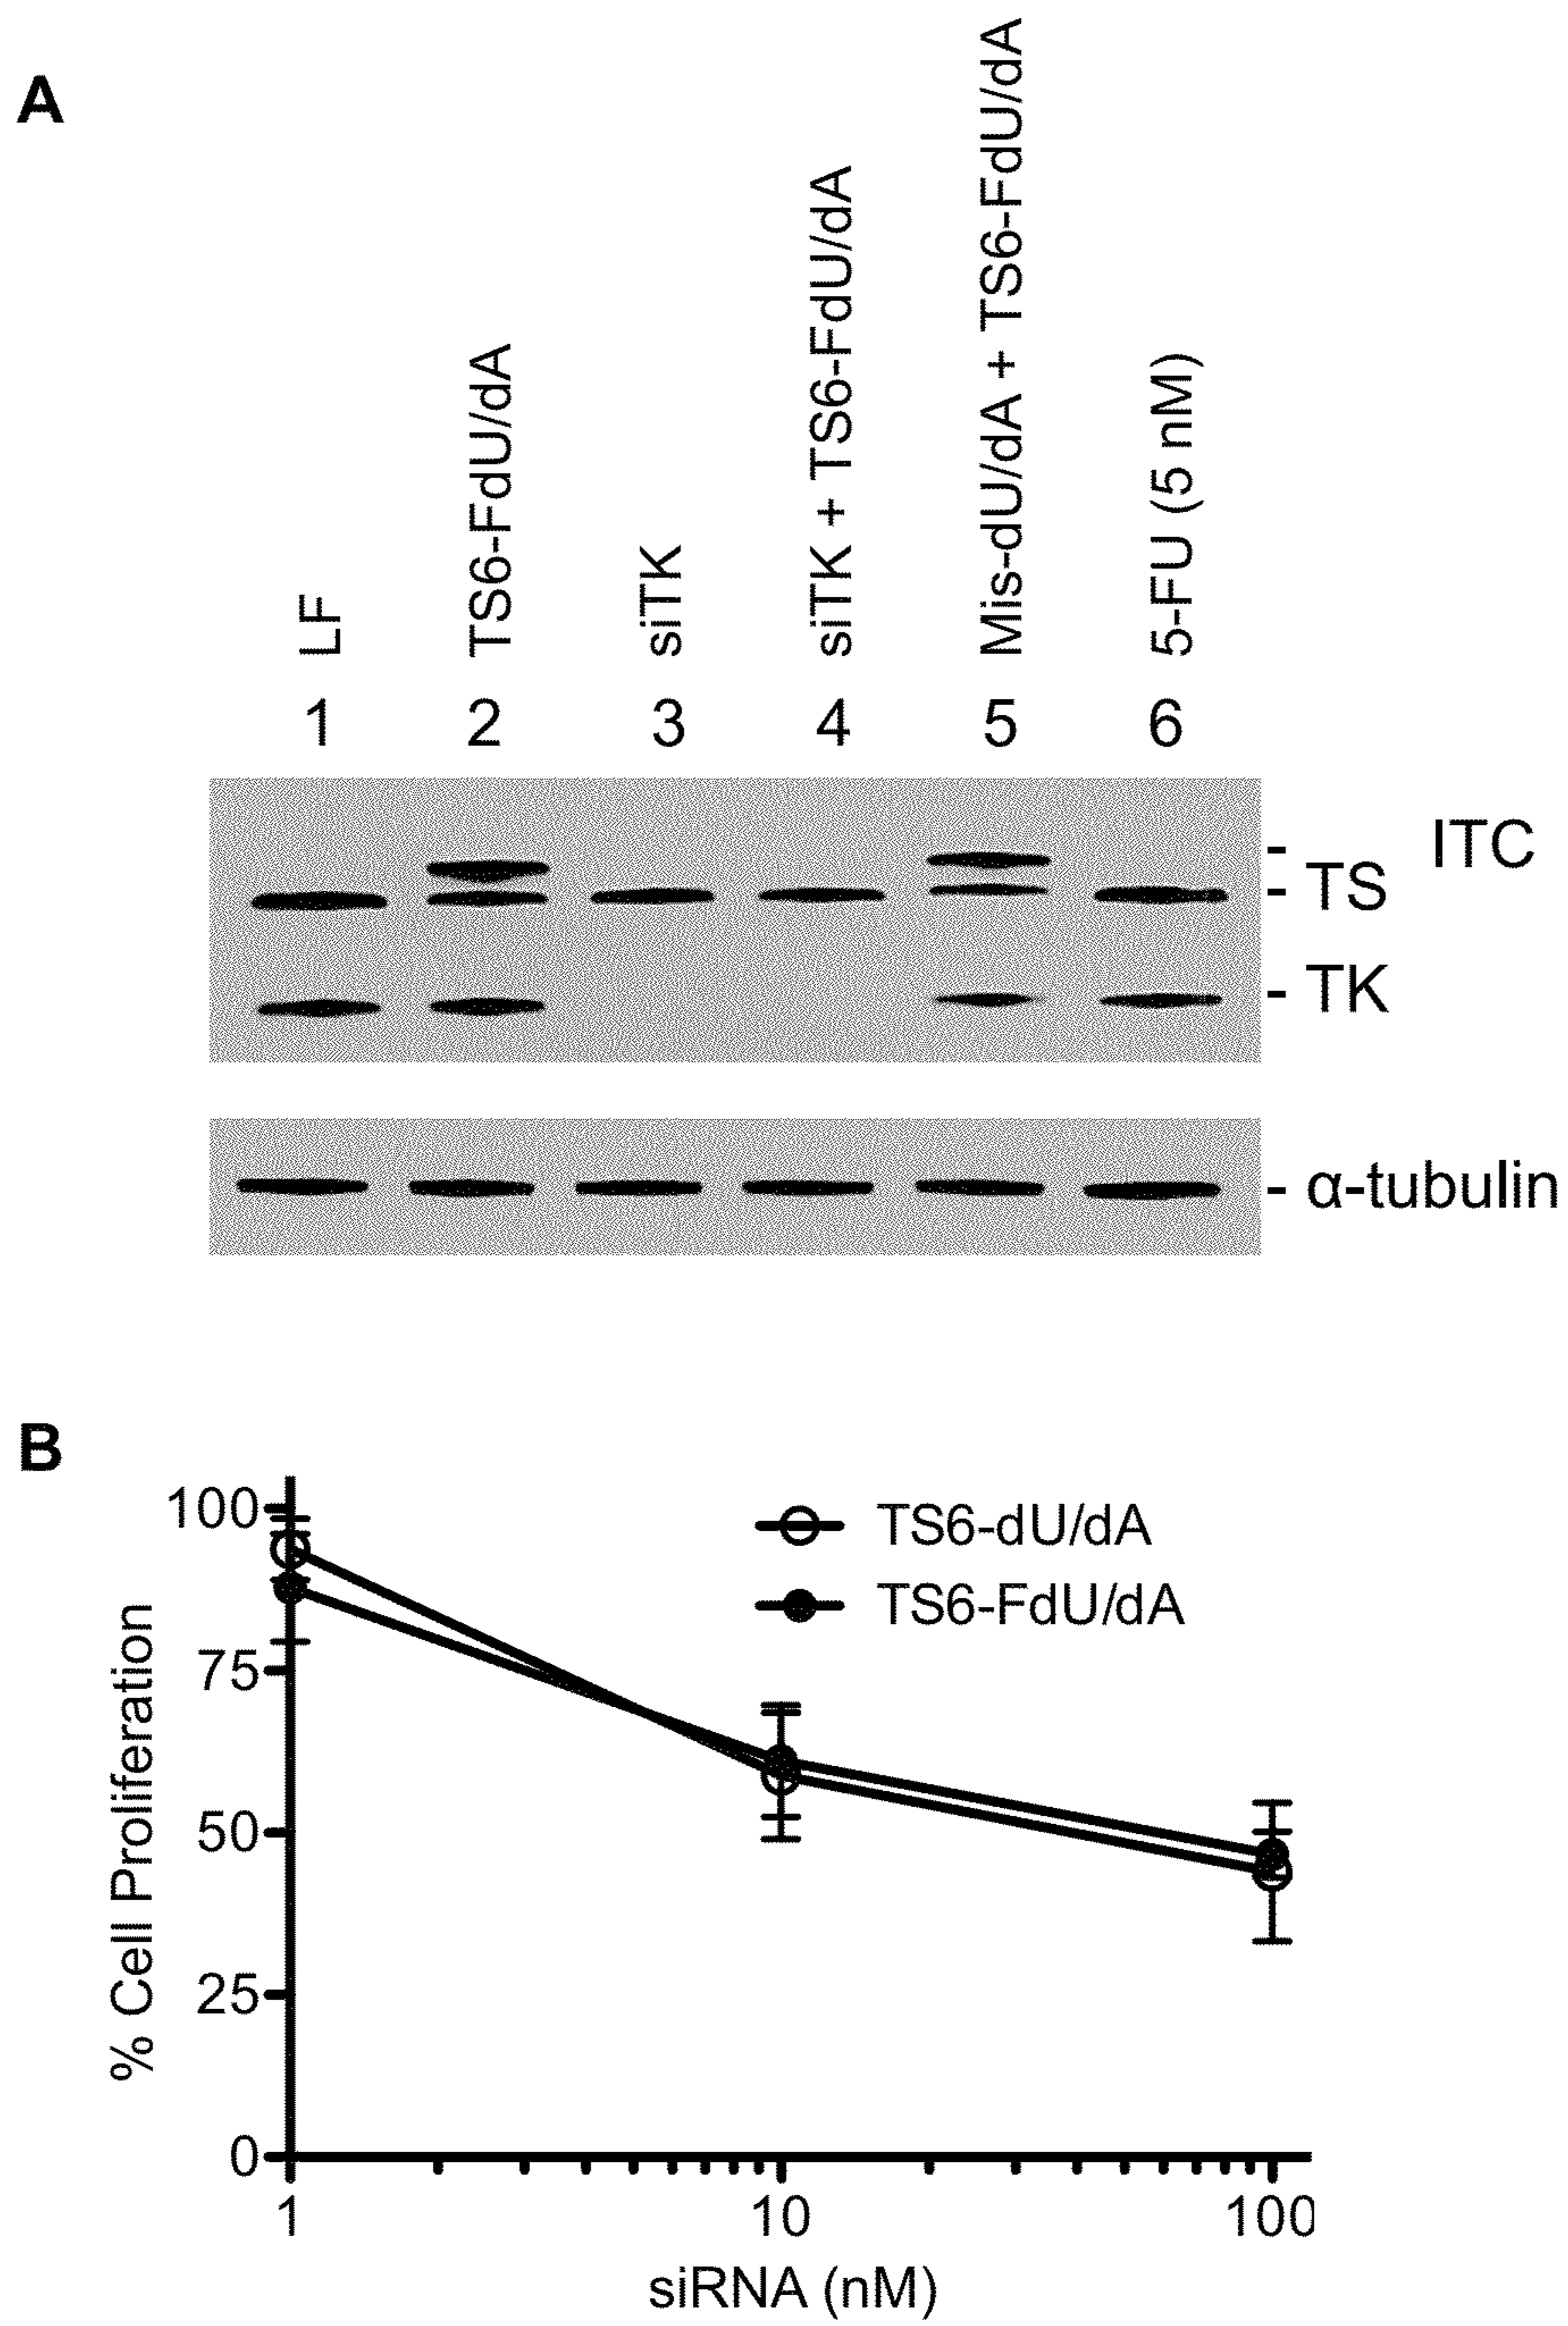 A
LF
TS6-FdU/dA
siTK
siTK + TS6-FdU/dA
Mis-dU/dA + TS6-FdU/dA
5-FU (5 nM)
1 2 3 4 5 6
- ITC
- TS
- TK
- α-tubulin
B
TS6-dU/dA
TS6-FdU/dA
% Cell Proliferation
100
75
50
25
0
1 10 100
siRNA (nM)